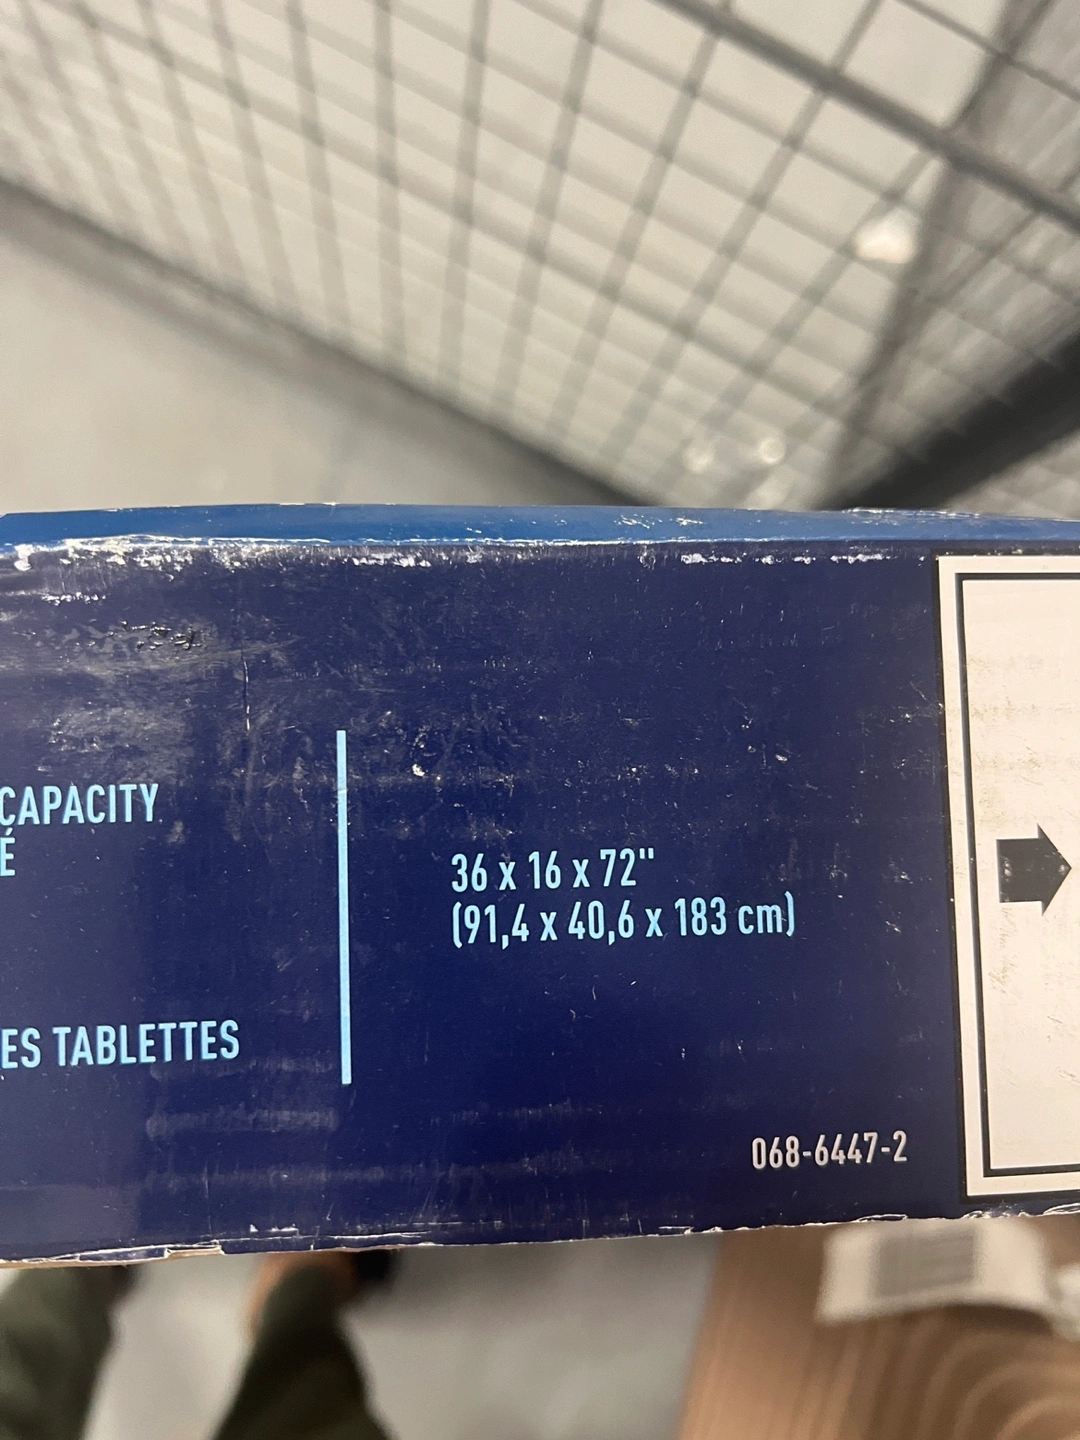 CAPACITY
É
ES TABLETTES
36 x 16 x 72"
(91,4 x 40,6 x 183 cm)
068-6447-2